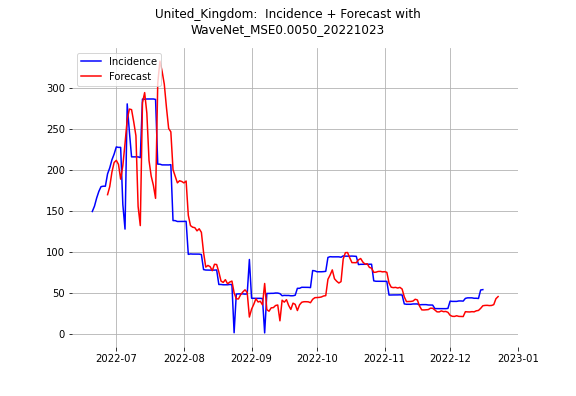 United_Kingdom:  Incidence + Forecast with
WaveNet_MSE0.0050_20221023
Incidence
Forecast
300
250
200
150
100
50
0
2022-07 2022-08 2022-09 2022-10 2022-11 2022-12 2023-01